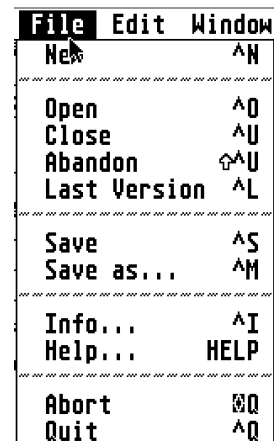 File Edit Window
New ^N
Open ^O
Close ^U
Abandon ⇧^U
Last Version ^L
Save ^S
Save as... ^M
Info... ^I
Help... HELP
Abort Q
Quit ^Q